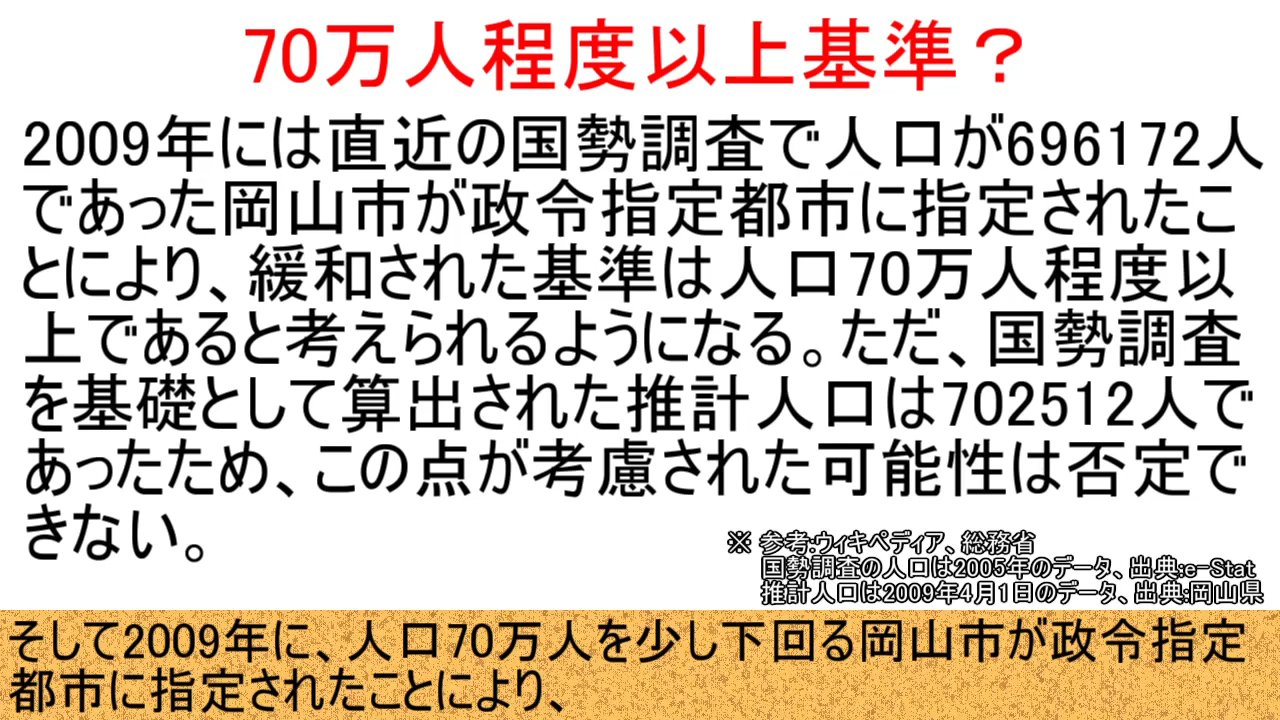 70万人程度以上基準？
2009年には直近の国勢調査で人口が696172人
であった岡山市が政令指定都市に指定されたこ
とにより、緩和された基準は人口70万人程度以
上であると考えられるようになる。ただ、国勢調査
を基礎として算出された推計人口は702512人で
あったため、この点が考慮された可能性は否定で
きない。
※ 参考:ウィキペディア、総務省
国勢調査の人口は2005年のデータ、出典:e-Stat
推計人口は2009年4月1日のデータ、出典:岡山県
そして2009年に、人口70万人を少し下回る岡山市が政令指定
都市に指定されたことにより、